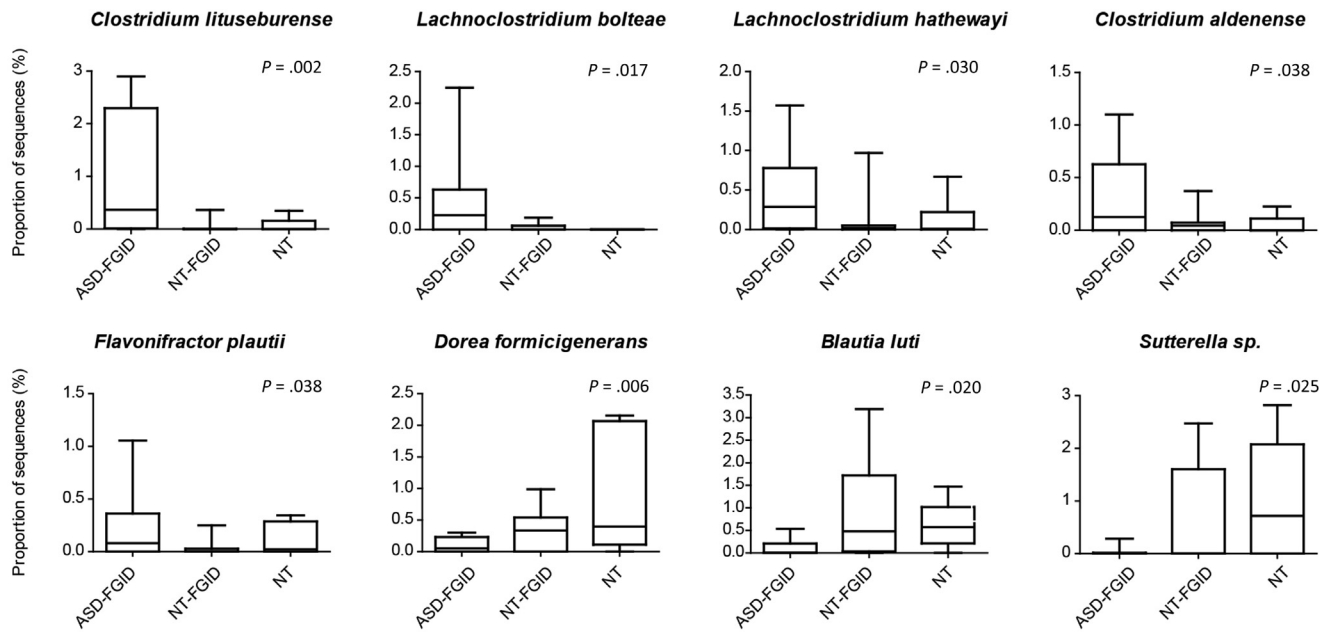 Clostridium lituseburense
Lachnoclostridium bolteae
Lachnoclostridium hathewayi
Clostridium aldenense
Proportion of sequences (%)
P = .002
3
2
1
0
ASD-FGID
NT-FGID
NT
P = .017
2.5
2.0
1.5
1.0
0.5
0.0
ASD-FGID
NT-FGID
NT
P = .030
2.0
1.5
1.0
0.5
0.0
ASD-FGID
NT-FGID
NT
P = .038
1.5
1.0
0.5
0.0
ASD-FGID
NT-FGID
NT
Flavonifractor plautii
Dorea formicigenerans
Blautia luti
Sutterella sp.
Proportion of sequences (%)
P = .038
1.5
1.0
0.5
0.0
ASD-FGID
NT-FGID
NT
P = .006
2.5
2.0
1.5
1.0
0.5
0.0
ASD-FGID
NT-FGID
NT
P = .020
3.5
3.0
2.5
2.0
1.5
1.0
0.5
0.0
ASD-FGID
NT-FGID
NT
P = .025
3
2
1
0
ASD-FGID
NT-FGID
NT